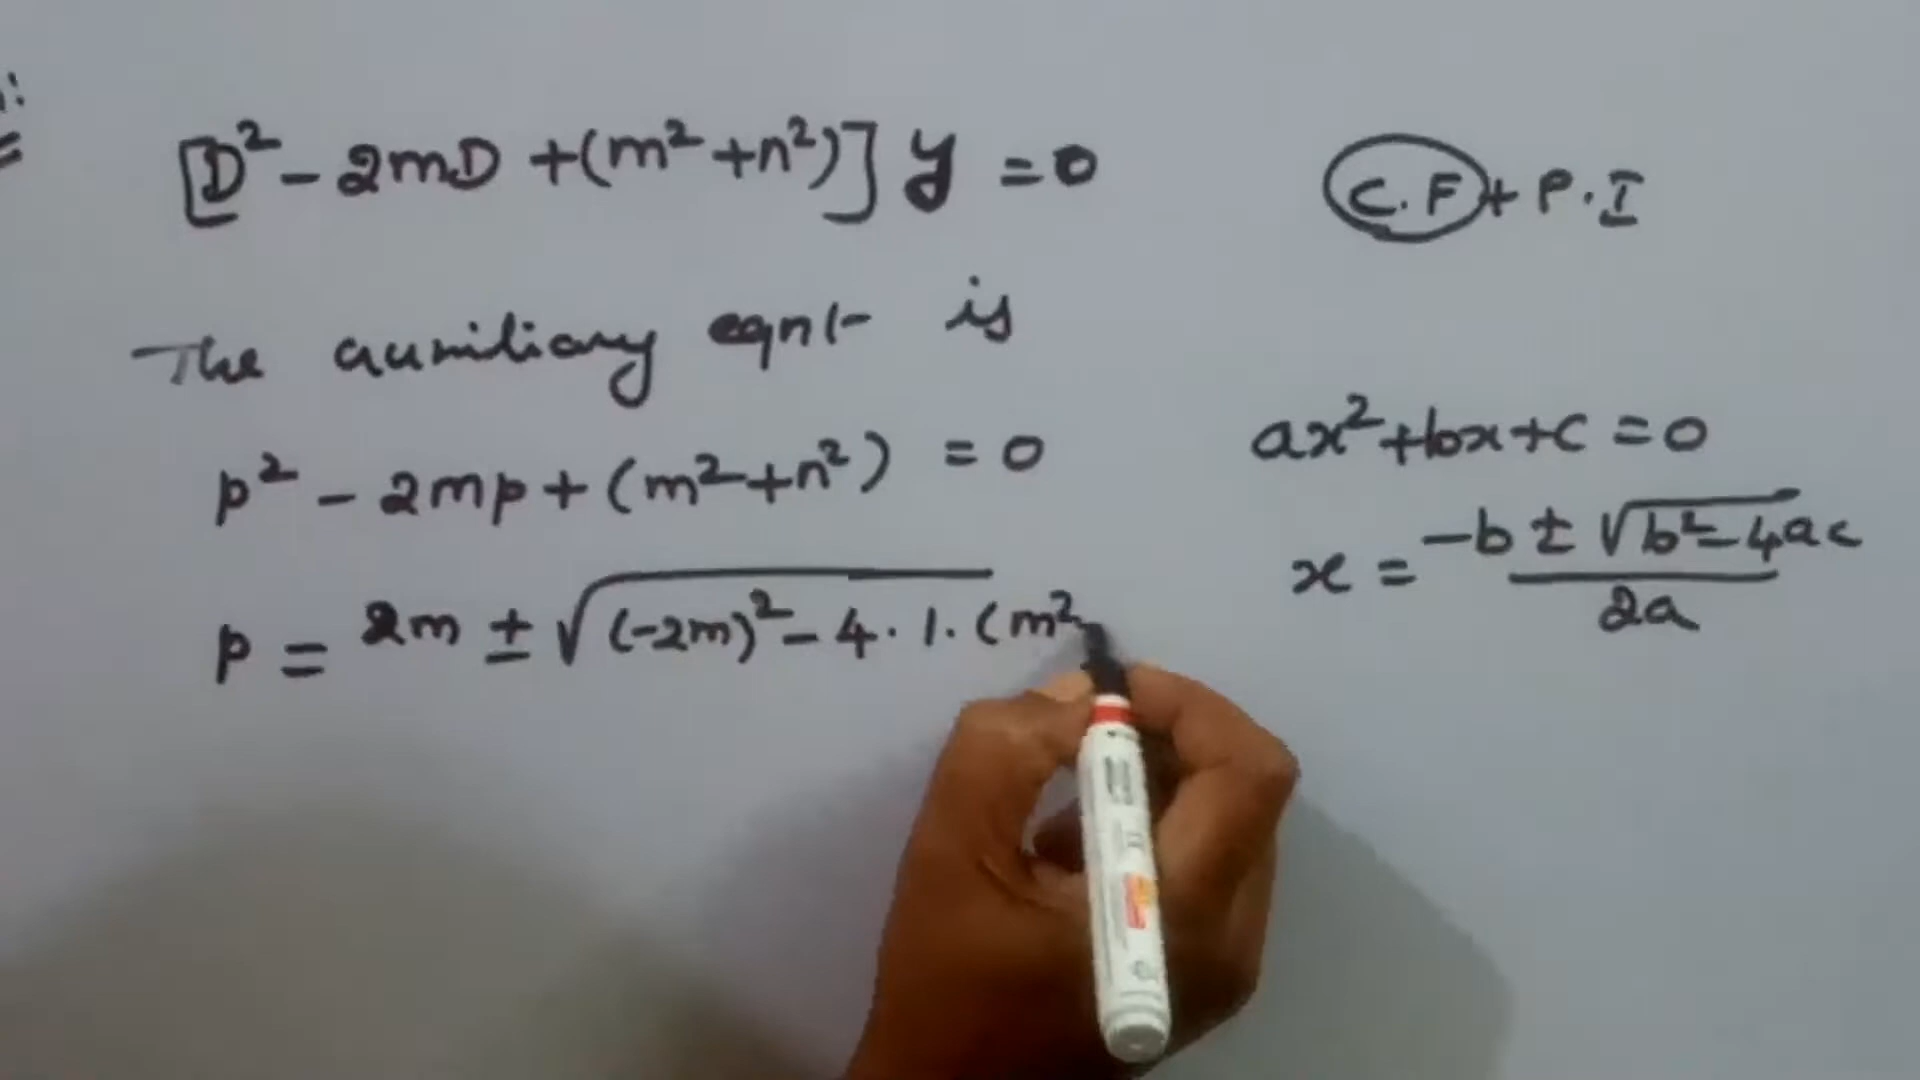 [D² - 2mD + (m² + n²)] y = 0
C.F + P.I
The auxiliary eqnt is
p² - 2mp + (m² + n²) = 0
p = 2m ± √(-2m)² - 4 · 1 · (m²
ax² + bx + c = 0
x = -b ± √b² - 4ac / 2a